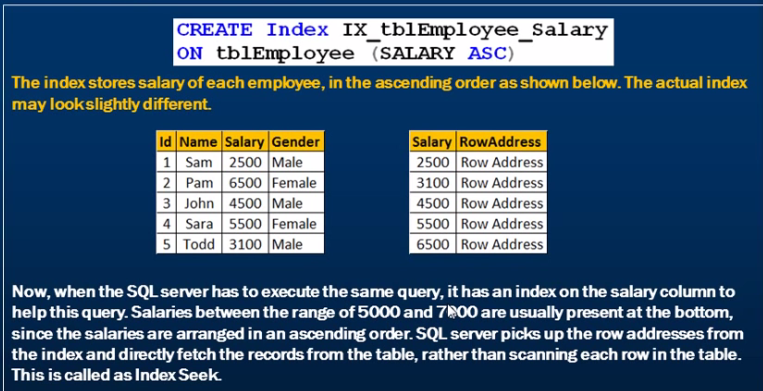 CREATE Index IX_tblEmployee_Salary
ON tblEmployee (SALARY ASC)
The index stores salary of each employee, in the ascending order as shown below. The actual index
may look slightly different.
Id Name Salary Gender
1 Sam 2500 Male
2 Pam 6500 Female
3 John 4500 Male
4 Sara 5500 Female
5 Todd 3100 Male
Salary RowAddress
2500 Row Address
3100 Row Address
4500 Row Address
5500 Row Address
6500 Row Address
Now, when the SQL server has to execute the same query, it has an index on the salary column to
help this query. Salaries between the range of 5000 and 7000 are usually present at the bottom,
since the salaries are arranged in an ascending order. SQL server picks up the row addresses from
the index and directly fetch the records from the table, rather than scanning each row in the table.
This is called as Index Seek.